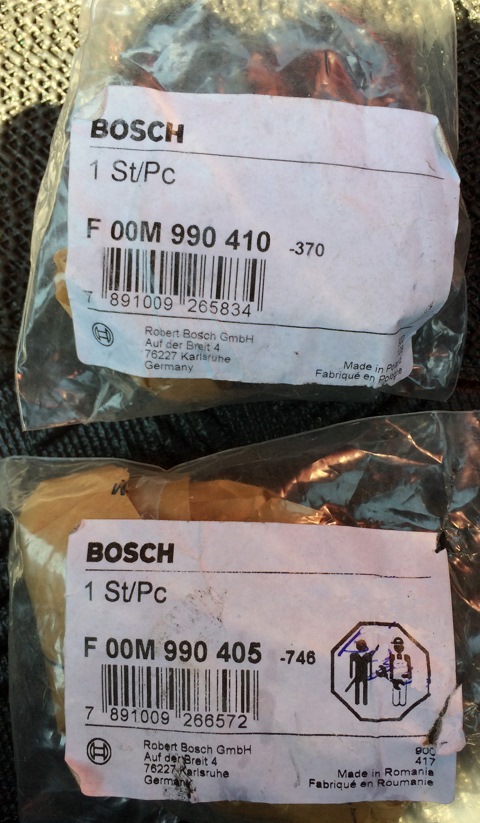 BOSCH
1 St/Pc
F 00M 990 410 -370
7 891009 265834
Robert Bosch GmbH
Auf der Breit 4
76227 Karlsruhe
Germany
Made in
Fabriqué en Pologne
BOSCH
1 St/Pc
F 00M 990 405 -746
7 891009 266572
Robert Bosch GmbH
Auf der Breit 4
76227 Karlsruhe
Germany
900
417
Made in Romania
Fabriqué en Roumanie